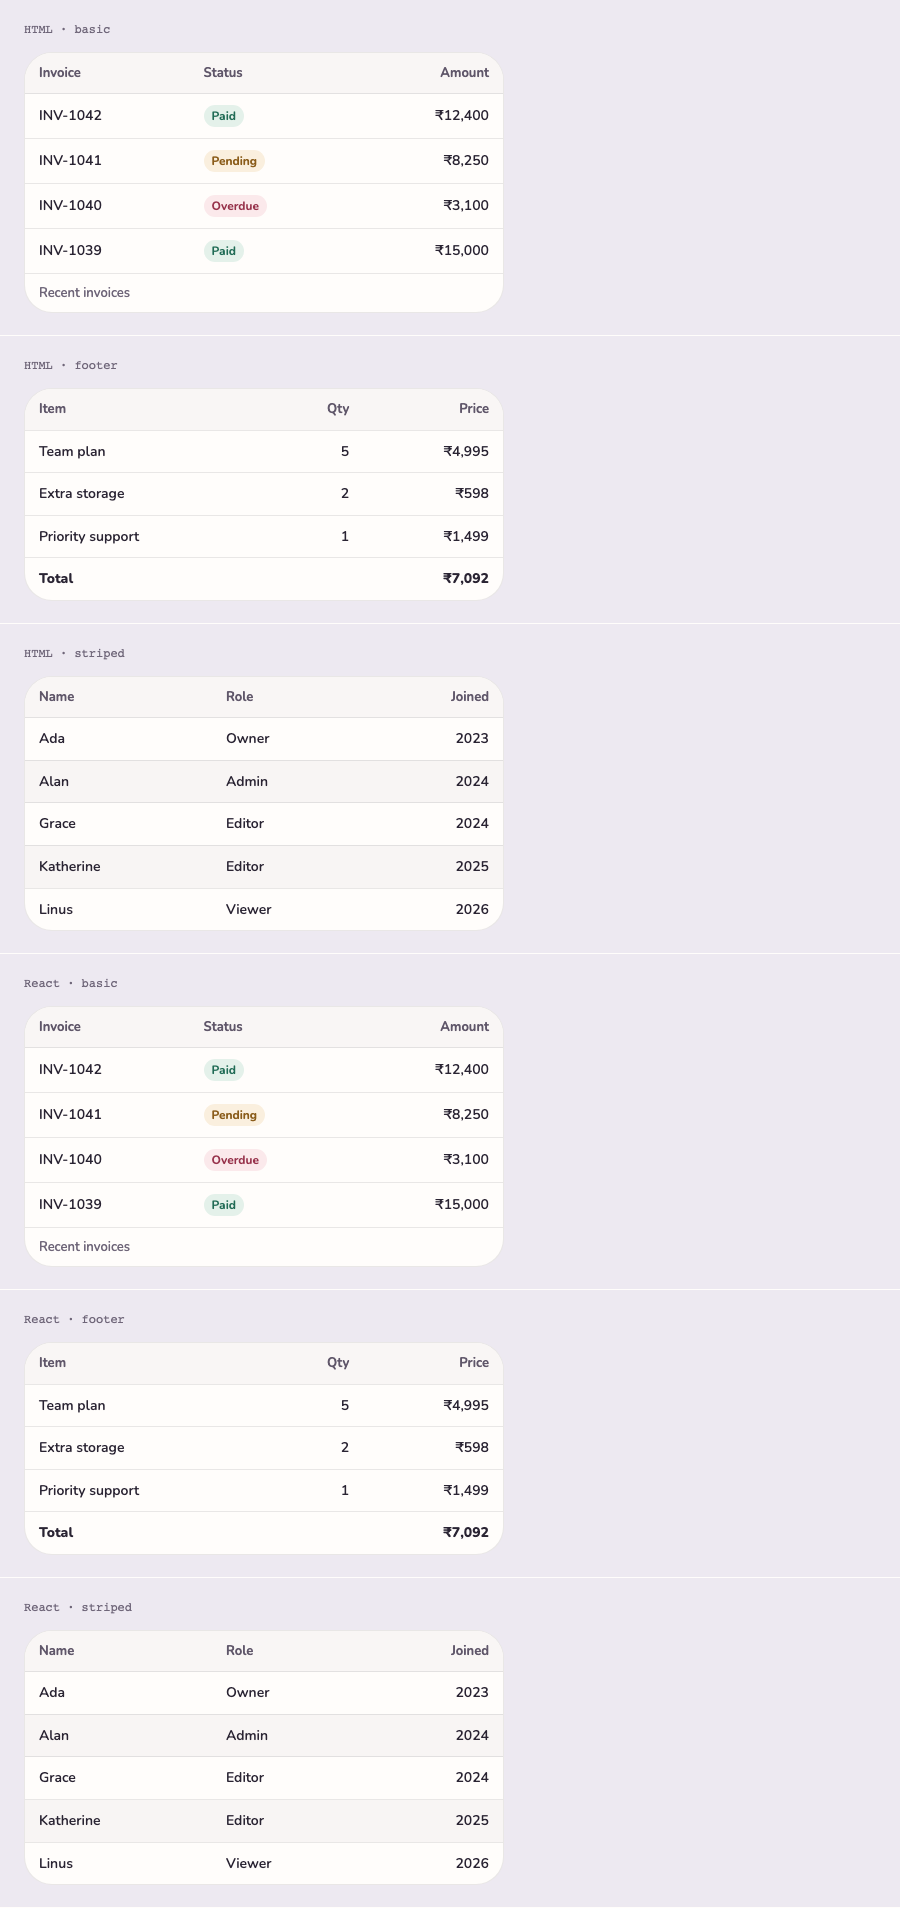 HTML · basic
Invoice Status Amount
INV-1042 Paid ₹12,400
INV-1041 Pending ₹8,250
INV-1040 Overdue ₹3,100
INV-1039 Paid ₹15,000
Recent invoices
HTML · footer
Item Qty Price
Team plan 5 ₹4,995
Extra storage 2 ₹598
Priority support 1 ₹1,499
Total ₹7,092
HTML · striped
Name Role Joined
Ada Owner 2023
Alan Admin 2024
Grace Editor 2024
Katherine Editor 2025
Linus Viewer 2026
React · basic
Invoice Status Amount
INV-1042 Paid ₹12,400
INV-1041 Pending ₹8,250
INV-1040 Overdue ₹3,100
INV-1039 Paid ₹15,000
Recent invoices
React · footer
Item Qty Price
Team plan 5 ₹4,995
Extra storage 2 ₹598
Priority support 1 ₹1,499
Total ₹7,092
React · striped
Name Role Joined
Ada Owner 2023
Alan Admin 2024
Grace Editor 2024
Katherine Editor 2025
Linus Viewer 2026